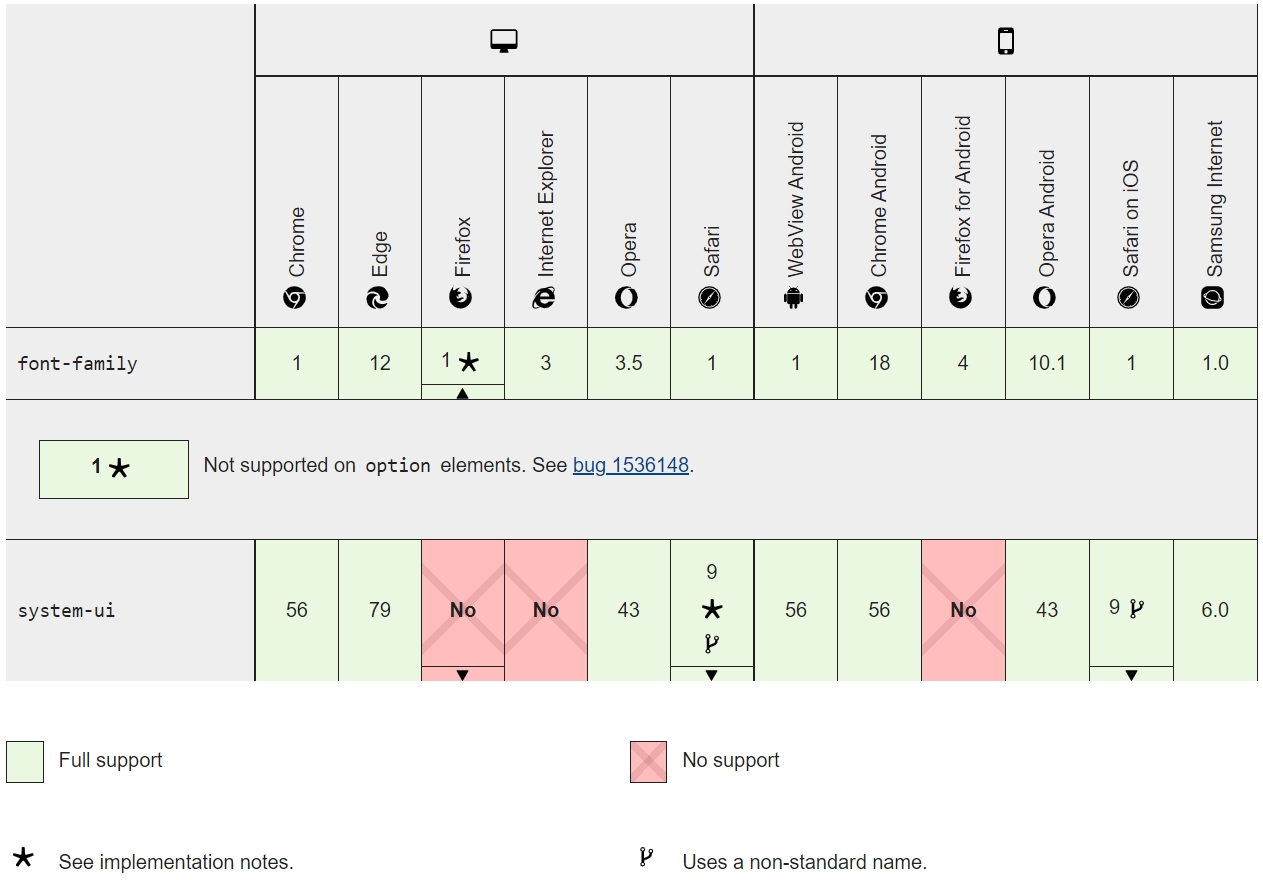 Chrome
Edge
Firefox
Internet Explorer
Opera
Safari
WebView Android
Chrome Android
Firefox for Android
Opera Android
Safari on iOS
Samsung Internet
font-family 1 12 1 ★ 3 3.5 1 1 18 4 10.1 1 1.0
▲
1 ★ Not supported on option elements. See bug 1536148.
system-ui 56 79 No No 43 9 ★ 56 56 No 43 9 6.0
▼ ▼ ▼
Full support No support
★ See implementation notes. Uses a non-standard name.